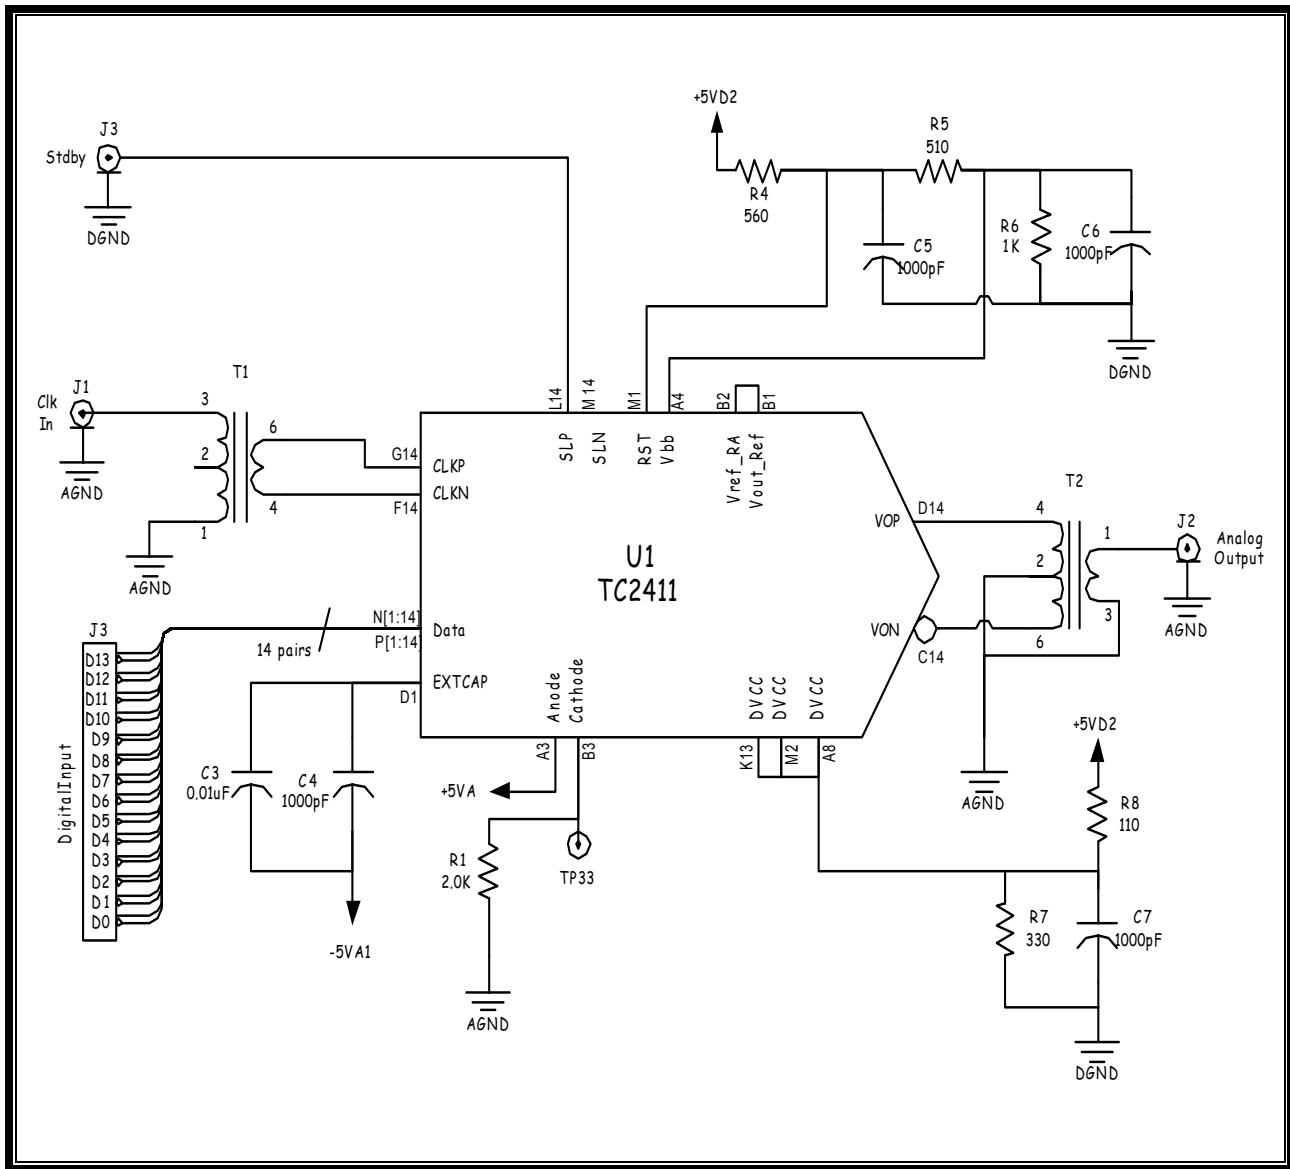 +5VD2
J3
Stdby
DGND
R4
560
R5
510
C5
1000pF
R6
1K
C6
1000pF
DGND
T1
J1
Clk
In
AGND
3
2
1
6
4
AGND
G14
F14
L14
M14
M1
A4
B2
B1
SLP
SLN
RST
Vbb
Vref_RA
Vout_Ref
CLKP
CLKN
U1
TC2411
VOP
D14
VON
C14
T2
4
2
6
1
3
J2
Analog
Output
AGND
AGND
J3
14 pairs
N[1:14]
P[1:14]
Data
EXTCAP
D1
Digital Input
D13
D12
D11
D10
D9
D8
D7
D6
D5
D4
D3
D2
D1
D0
C3
0.01uF
C4
1000pF
-5VA1
Anode
Cathode
A3
B3
+5VA
R1
2.0K
TP33
AGND
DVCC
DVCC
DVCC
K13
M2
A8
+5VD2
R8
110
R7
330
C7
1000pF
DGND